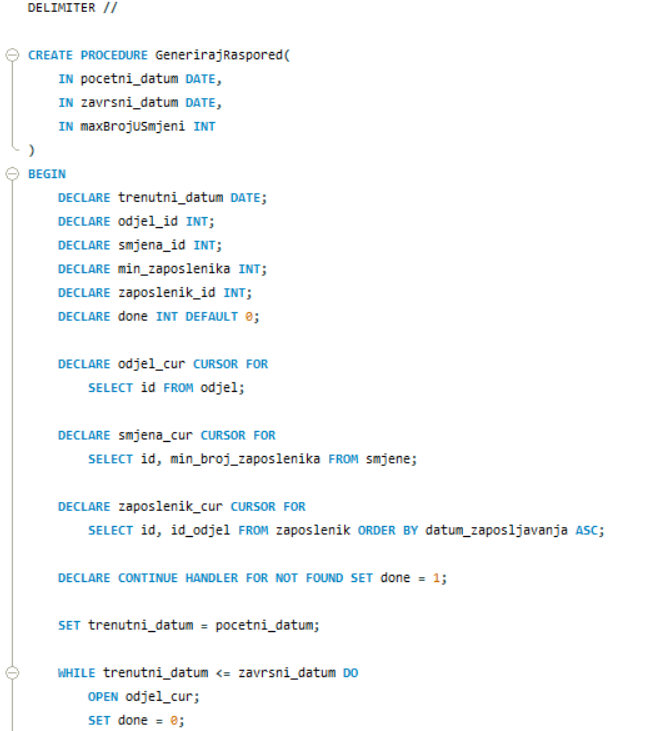 DELIMITER //
CREATE PROCEDURE GenerirajRaspored(
IN pocetni_datum DATE,
IN zavrsni_datum DATE,
IN maxBrojUSmjeni INT
)
BEGIN
DECLARE trenutni_datum DATE;
DECLARE odjel_id INT;
DECLARE smjena_id INT;
DECLARE min_zaposlenika INT;
DECLARE zaposlenik_id INT;
DECLARE done INT DEFAULT 0;
DECLARE odjel_cur CURSOR FOR
SELECT id FROM odjel;
DECLARE smjena_cur CURSOR FOR
SELECT id, min_broj_zaposlenika FROM smjene;
DECLARE zaposlenik_cur CURSOR FOR
SELECT id, id_odjel FROM zaposlenik ORDER BY datum_zaposljavanja ASC;
DECLARE CONTINUE HANDLER FOR NOT FOUND SET done = 1;
SET trenutni_datum = pocetni_datum;
WHILE trenutni_datum <= zavrsni_datum DO
OPEN odjel_cur;
SET done = 0;